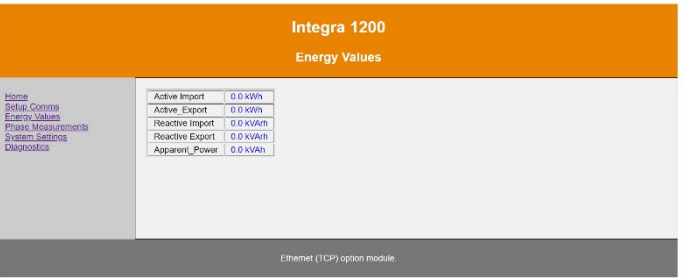 Integra 1200
Energy Values
Home
Setup Comms
Energy Values
Phase Measurements
System Settings
Diagnostics
Active Import 0.0 kWh
Active_Export 0.0 kWh
Reactive Import 0.0 kVArh
Reactive Export 0.0 kVArh
Apparent_Power 0.0 kVAh
Ethernet (TCP) option module.